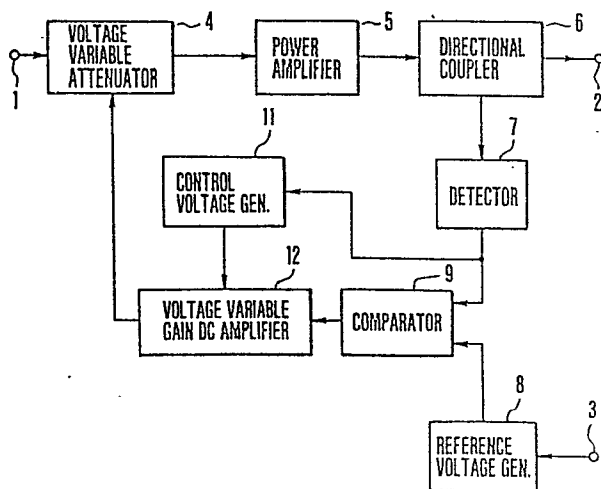 4
5
6
VOLTAGE
VARIABLE
ATTENUATOR
POWER
AMPLIFIER
DIRECTIONAL
COUPLER
1
2
11
7
CONTROL
VOLTAGE GEN.
DETECTOR
12
9
VOLTAGE VARIABLE
GAIN DC AMPLIFIER
COMPARATOR
8
3
REFERENCE
VOLTAGE GEN.